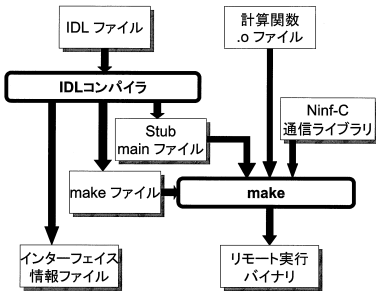 IDL ファイル
計算関数
.o ファイル
IDLコンパイラ
Ninf-C
通信ライブラリ
Stub
main ファイル
make ファイル
make
インターフェイス
情報ファイル
リモート実行
バイナリ